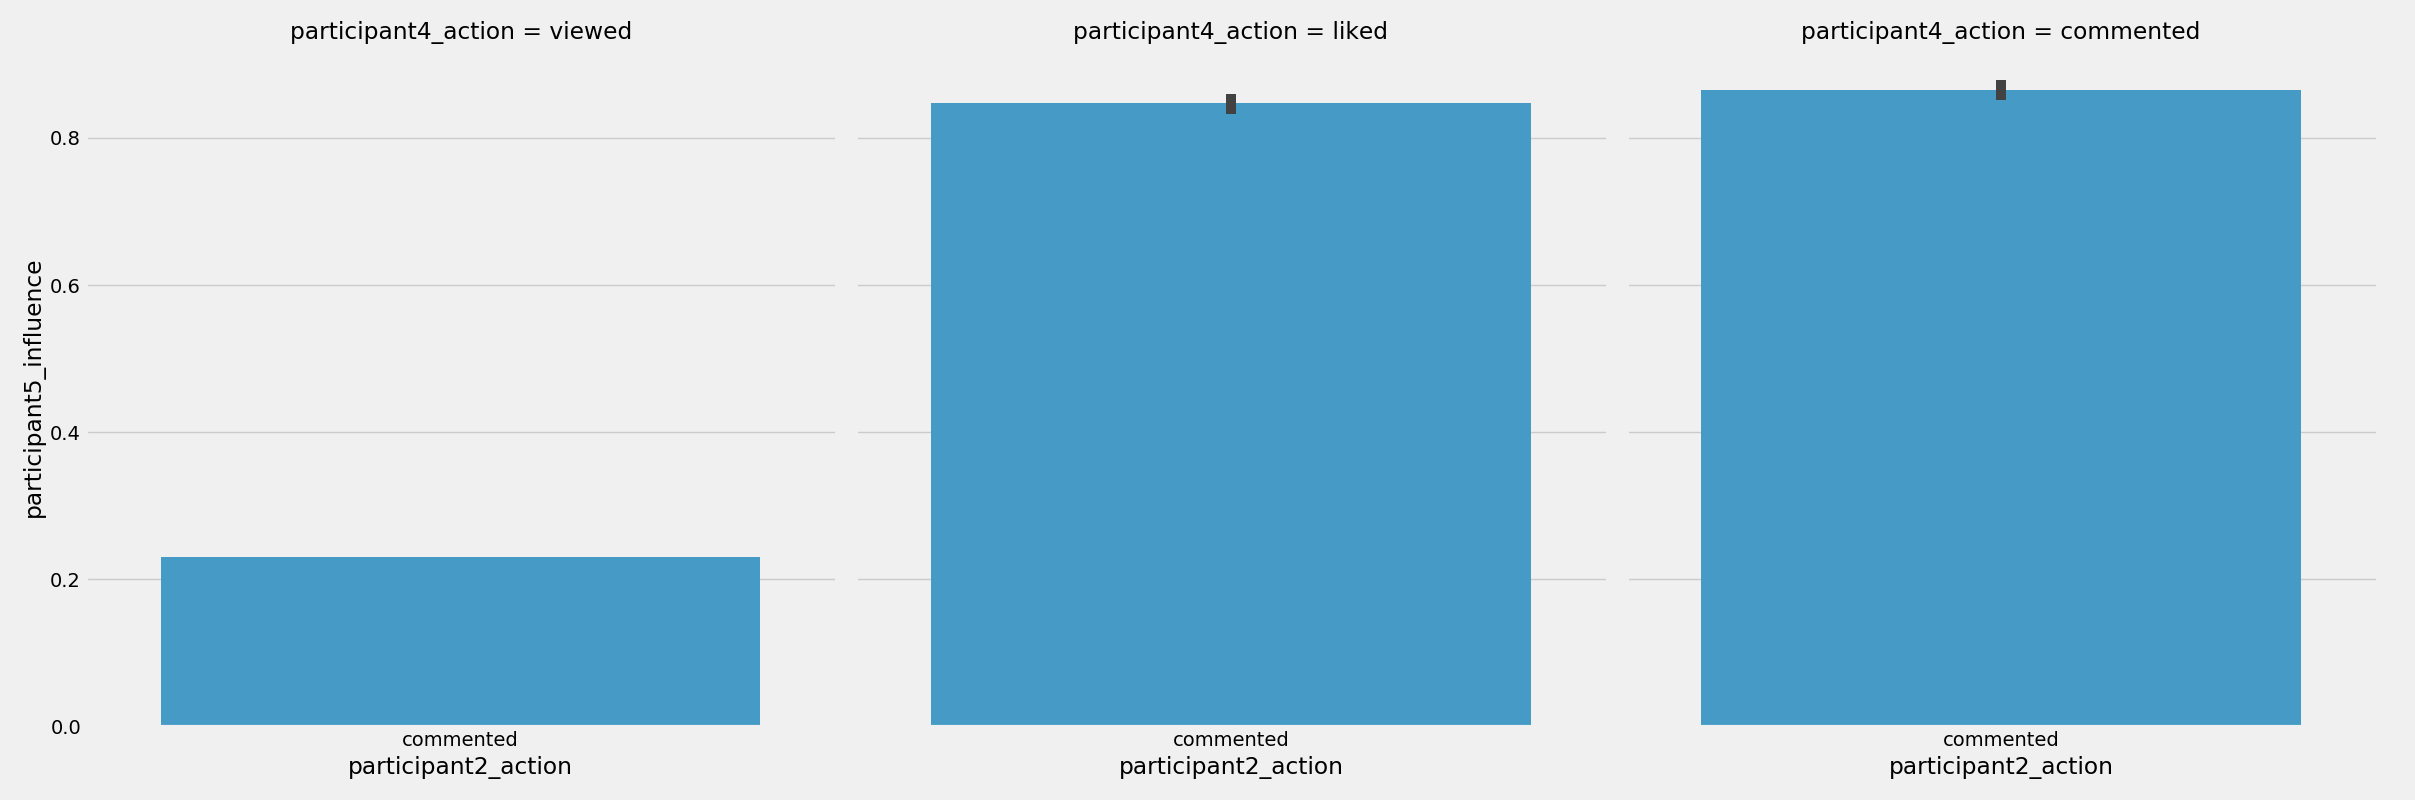 participant4_action = viewed
participant4_action = liked
participant4_action = commented
participant5_influence
0.8
0.6
0.4
0.2
0.0
commented
commented
commented
participant2_action
participant2_action
participant2_action